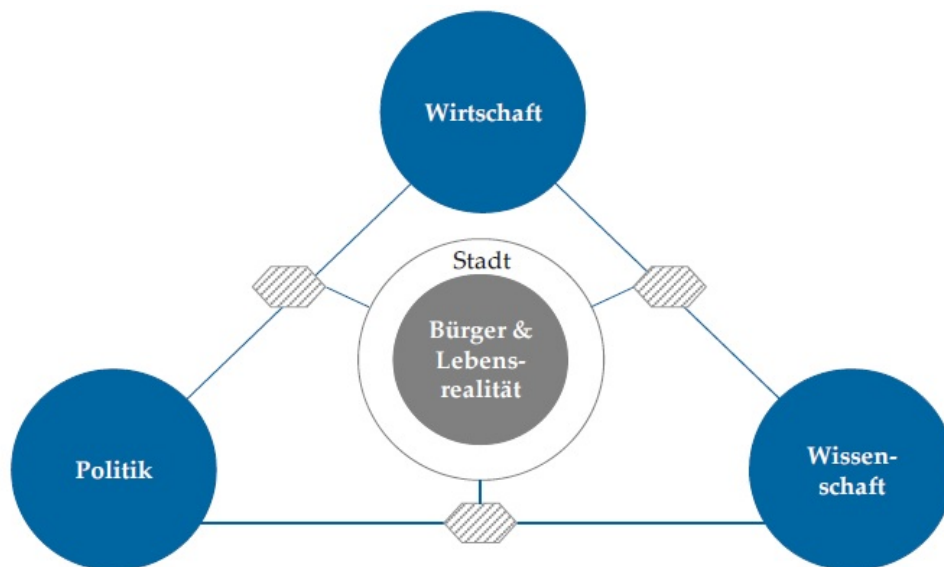 Wirtschaft
Stadt
Bürger &
Lebens-
realität
Politik
Wissen-
schaft